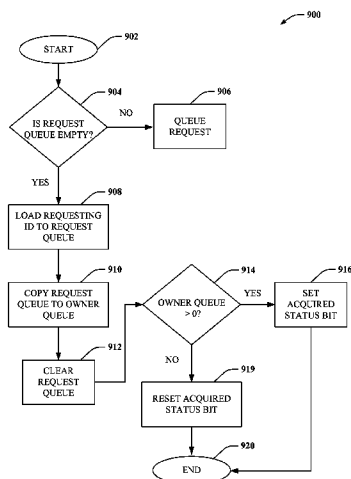 900
902
START
904
IS REQUEST
QUEUE EMPTY?
NO
906
QUEUE
REQUEST
YES
908
LOAD REQUESTING
ID TO REQUEST
QUEUE
910
COPY REQUEST
QUEUE TO OWNER
QUEUE
912
CLEAR
REQUEST
QUEUE
914
OWNER QUEUE
> 0?
YES
916
SET
ACQUIRED
STATUS BIT
NO
919
RESET ACQUIRED
STATUS BIT
920
END